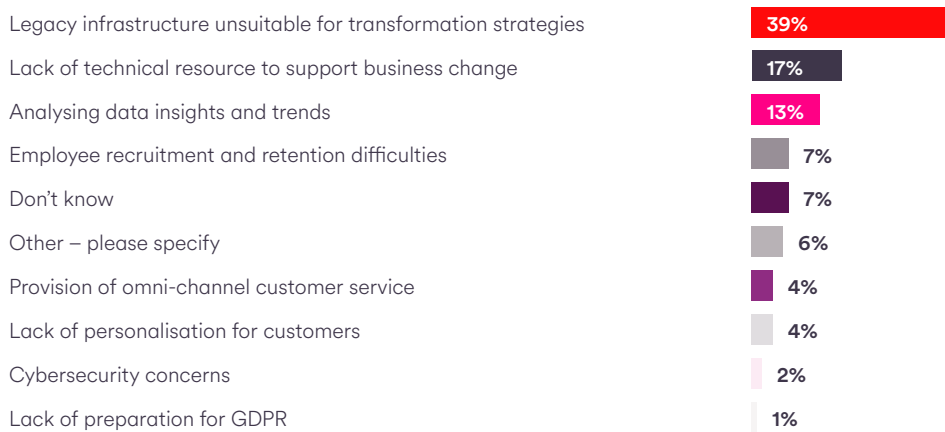 Legacy infrastructure unsuitable for transformation strategies 39%
Lack of technical resource to support business change 17%
Analysing data insights and trends 13%
Employee recruitment and retention difficulties 7%
Don’t know 7%
Other – please specify 6%
Provision of omni-channel customer service 4%
Lack of personalisation for customers 4%
Cybersecurity concerns 2%
Lack of preparation for GDPR 1%